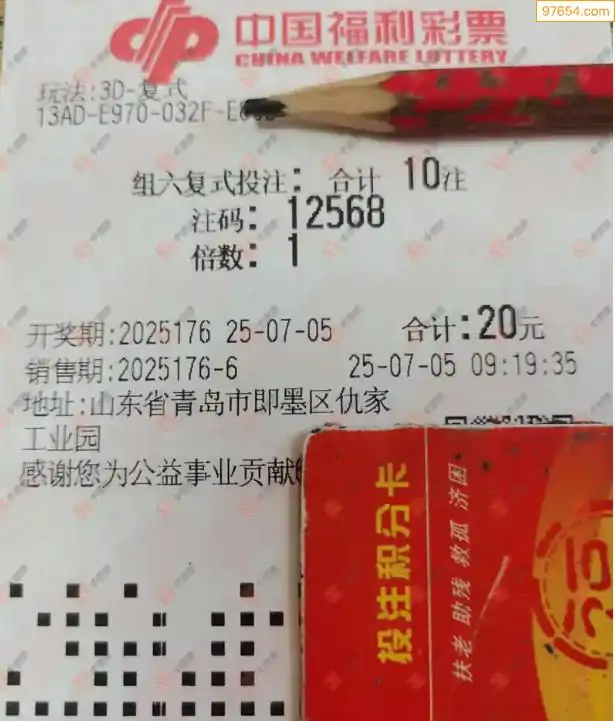 97654.com
中国福利彩票
CHINA WELFARE LOTTERY
玩法:3D-复式
13AD-E970-032F-E
组六复式投注: 合计 10注
注码: 12568
倍数: 1
开奖期:2025176 25-07-05 合计:20元
销售期:2025176-6 25-07-05 09:19:35
地址:山东省青岛市即墨区仇家
工业园
感谢您为公益事业贡献
投注积分卡
扶老 助残 救孤 济困